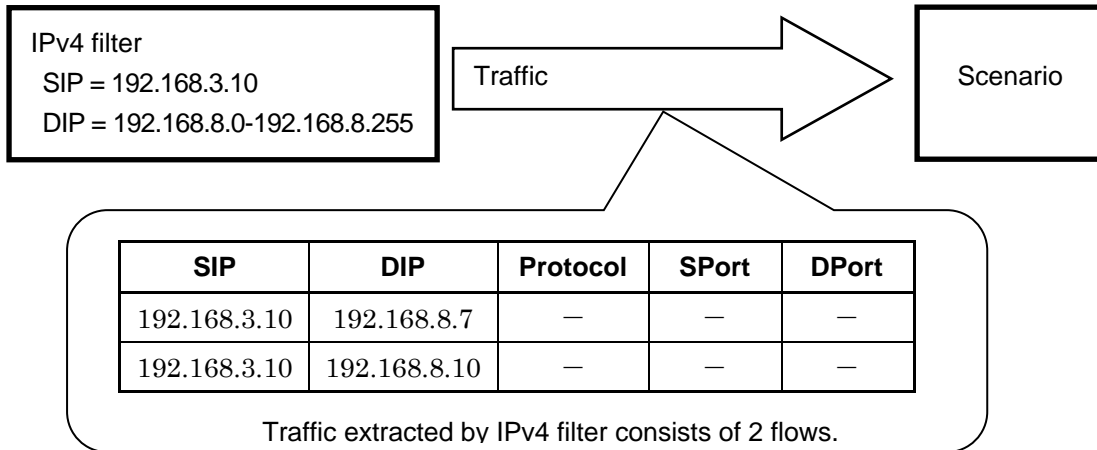 IPv4 filter
SIP = 192.168.3.10
DIP = 192.168.8.0-192.168.8.255
Traffic
Scenario
SIP DIP Protocol SPort DPort
192.168.3.10 192.168.8.7 — — —
192.168.3.10 192.168.8.10 — — —
Traffic extracted by IPv4 filter consists of 2 flows.